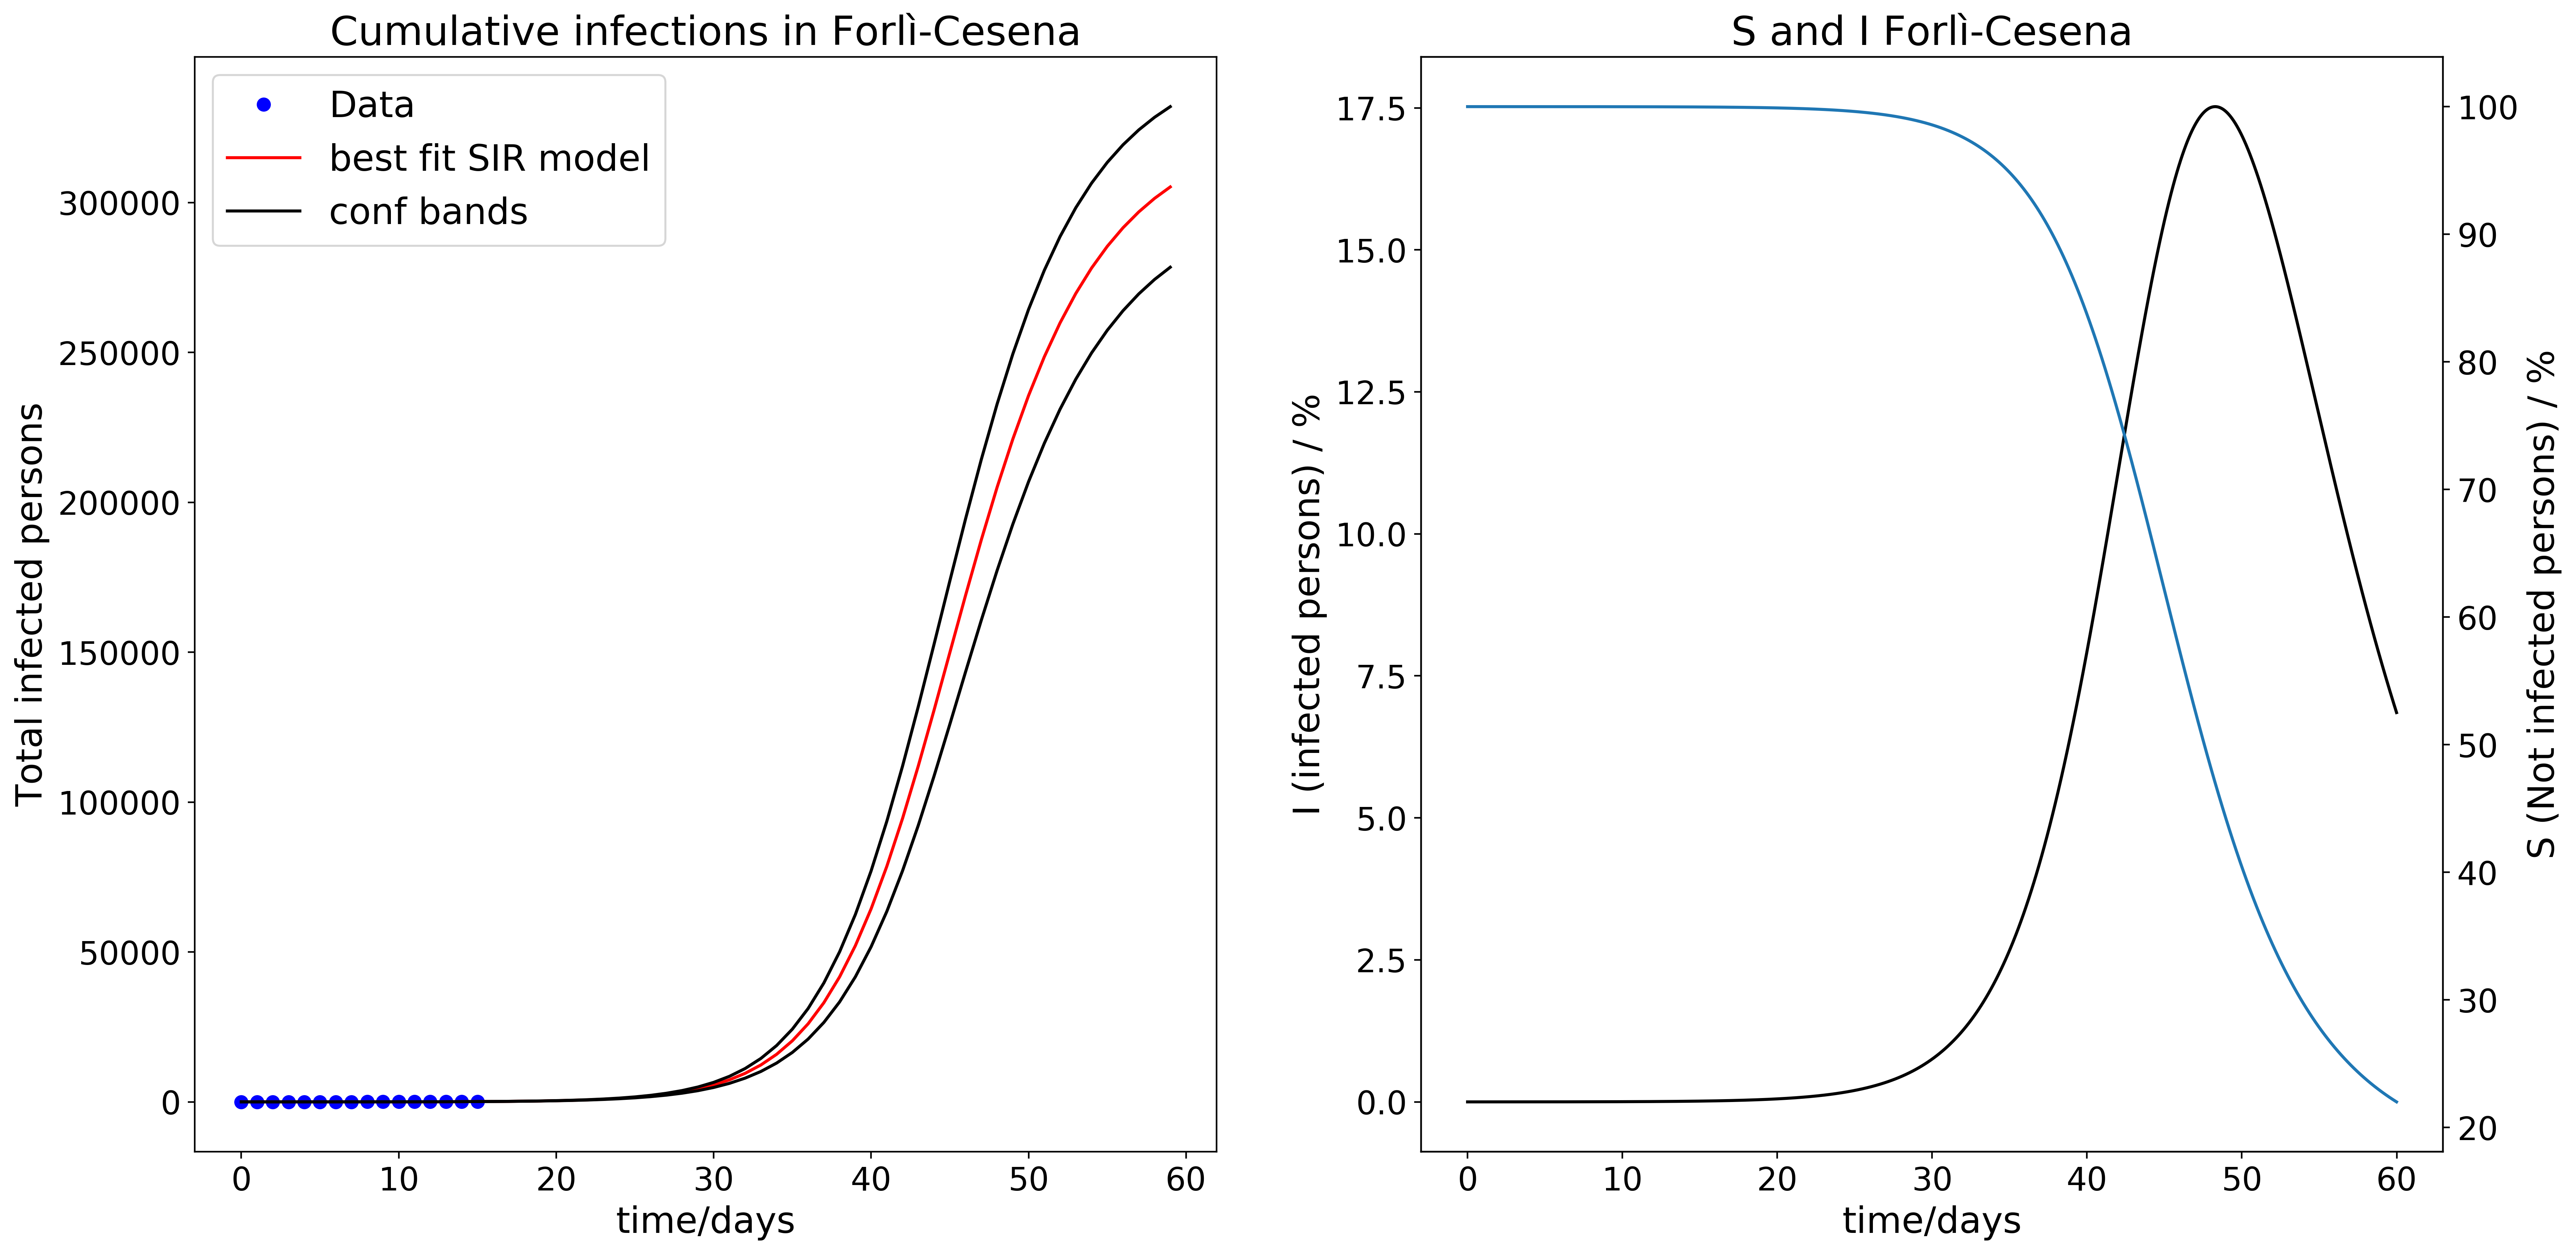 Cumulative infections in Forlì-Cesena
Data
best fit SIR model
conf bands
Total infected persons
300000
250000
200000
150000
100000
50000
0
0 10 20 30 40 50 60
time/days
S and I Forlì-Cesena
I (infected persons) / %
17.5
15.0
12.5
10.0
7.5
5.0
2.5
0.0
0 10 20 30 40 50 60
time/days
100
90
80
70
60
50
40
30
20
S (Not infected persons) / %